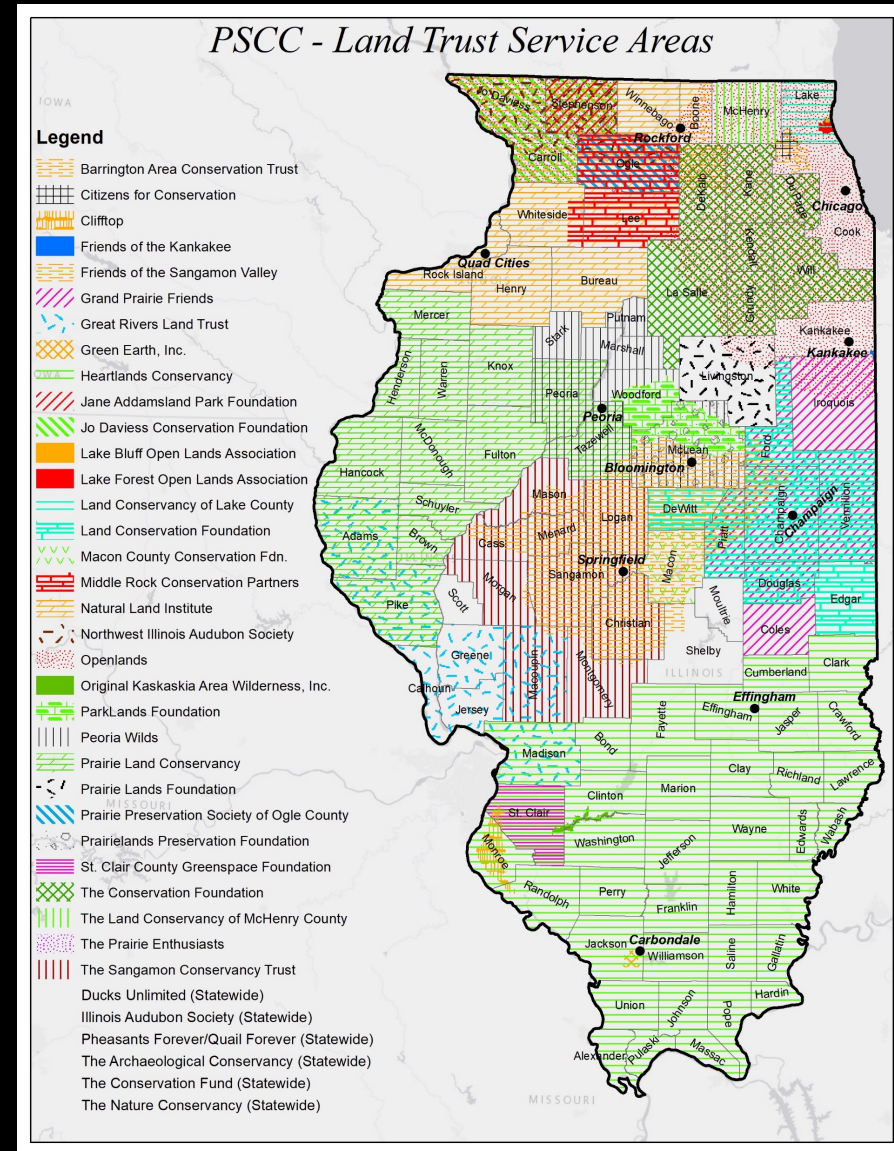 PSCC - Land Trust Service Areas
IOWA
Legend
Barrington Area Conservation Trust
Citizens for Conservation
Clifftop
Friends of the Kankakee
Friends of the Sangamon Valley
Grand Prairie Friends
Great Rivers Land Trust
Green Earth, Inc.
Heartlands Conservancy
Jane Addamsland Park Foundation
Jo Daviess Conservation Foundation
Lake Bluff Open Lands Association
Lake Forest Open Lands Association
Land Conservancy of Lake County
Land Conservation Foundation
Macon County Conservation Fdn.
Middle Rock Conservation Partners
Natural Land Institute
Northwest Illinois Audubon Society
Openlands
Original Kaskaskia Area Wilderness, Inc.
ParkLands Foundation
Peoria Wilds
Prairie Land Conservancy
Prairie Lands Foundation
MISSOURI
Prairie Preservation Society of Ogle County
Prairielands Preservation Foundation
St. Clair County Greenspace Foundation
The Conservation Foundation
The Land Conservancy of McHenry County
The Prairie Enthusiasts
The Sangamon Conservancy Trust
Ducks Unlimited (Statewide)
Illinois Audubon Society (Statewide)
Pheasants Forever/Quail Forever (Statewide)
The Archaeological Conservancy (Statewide)
The Conservation Fund (Statewide)
The Nature Conservancy (Statewide)
Jo Daviess
Stephenson
Winnebago
Boone
McHenry
Lake
Rockford
Carroll
Ogle
DeKalb
Kane
DuPage
Chicago
Whiteside
Lee
Cook
Quad Cities
Rock Island
Henry
Bureau
La Salle
Kendall
Grundy
Will
Mercer
Stark
Putnam
Marshall
Kankakee
Kankakee
Henderson
Warren
Knox
Peoria
Woodford
Livingston
Iroquois
Peoria
McDonough
Fulton
Tazewell
McLean
Ford
Bloomington
Hancock
Schuyler
Mason
Logan
DeWitt
Champaign
Champaign
Vermilion
Adams
Brown
Cass
Menard
Piatt
Springfield
Sangamon
Macon
Pike
Scott
Morgan
Christian
Moultrie
Douglas
Edgar
Coles
Shelby
ILLINOIS
Greene
Macoupin
Montgomery
Cumberland
Clark
Calhoun
Jersey
Effingham
Fayette
Effingham
Jasper
Crawford
Madison
Bond
Clay
Richland
Lawrence
Clinton
Marion
St. Clair
Washington
Jefferson
Wayne
Edwards
Wabash
Monroe
Randolph
Perry
Franklin
Hamilton
White
Carbondale
Jackson
Williamson
Saline
Gallatin
Union
Johnson
Pope
Hardin
Alexander
Pulaski
Massac
MISSOURI